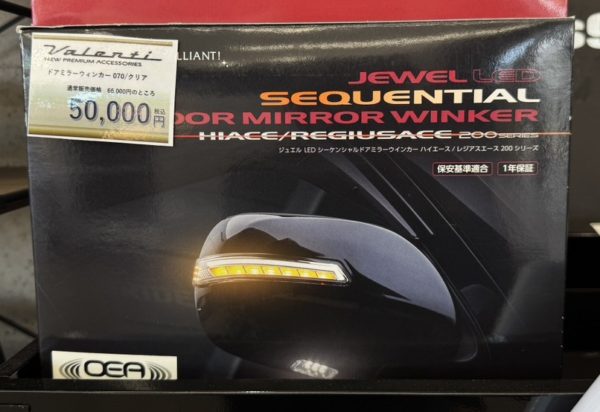 Valenti
NEW PREMIUM ACCESSORIES
ドアミラーウィンカー 070/クリア
通常販売価格 65,000円のところ
50,000円 税込
LLIANT!
JEWEL LED
SEQUENTIAL
OOR MIRROR WINKER
HIACE/REGIUSACE 200 SERIES
ジュエル LED シーケンシャルドアミラーウインカー ハイエース/レジアスエース 200 シリーズ
保安基準適合 1年保証
OEA